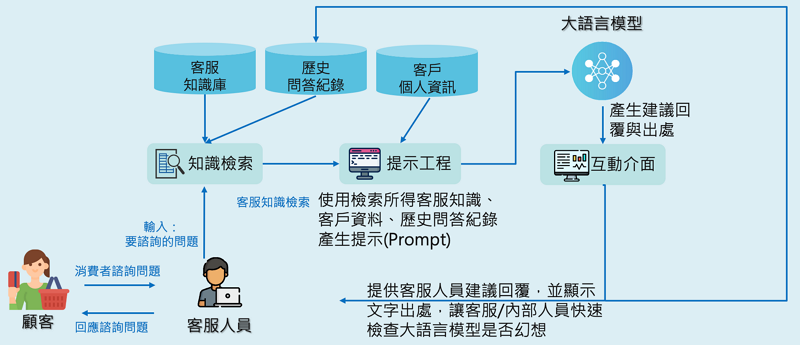 大語言模型
客服
知識庫
歷史
問答紀錄
客戶
個人資訊
產生建議回
覆與出處
知識檢索
提示工程
互動介面
客服知識檢索
使用檢索所得客服知識、
客戶資料、歷史問答紀錄
產生提示(Prompt)
輸入：
要諮詢的問題
消費者諮詢問題
回應諮詢問題
顧客
客服人員
提供客服人員建議回覆，並顯示
文字出處，讓客服/內部人員快速
檢查大語言模型是否幻想